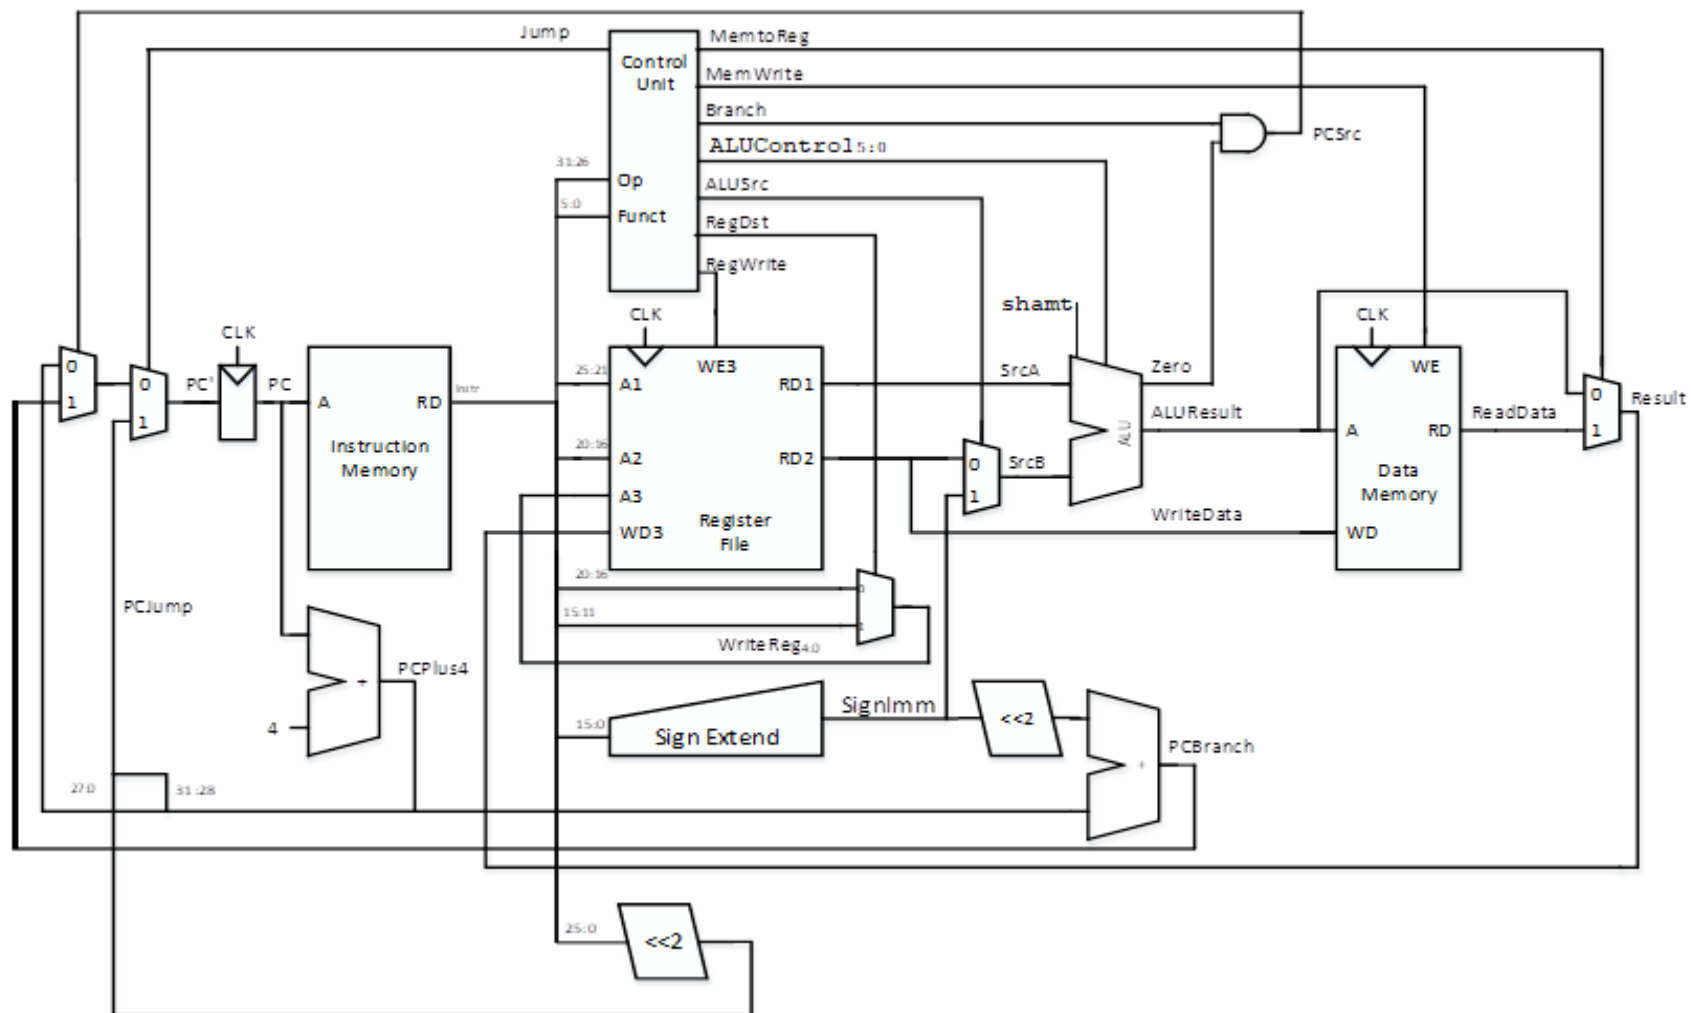 Jump
MemtoReg
Control
Unit
MemWrite
Branch
PCSrc
ALUControl5:0
31:26
Op
ALUSrc
5:0
Funct
RegDst
RegWrite
shamt
CLK
CLK
CLK
0
1
0
1
PC'
PC
A
RD
Instr
Instruction
Memory
25:21
A1
WE3
RD1
SrcA
Zero
WE
20:16
A2
RD2
0
1
SrcB
ALU
ALUResult
A
RD
ReadData
0
1
Result
A3
Data
Memory
WD3
Register
File
WriteData
WD
20:16
0
15:11
1
WriteReg4:0
PCJump
+
PCPlus4
4
15:0
Sign Extend
SignImm
<<2
+
PCBranch
27:0
31:28
25:0
<<2